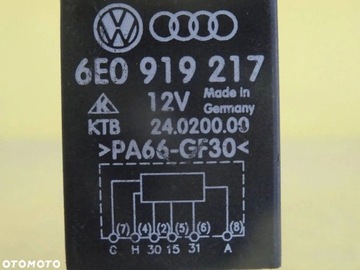 6E0 919 217
12V Made in Germany
KTB 24.0200.00
>PA66-GF30<
(7) (4) (2) (5) (6) (8)
G H 30 15 31 A
OTOMOTO